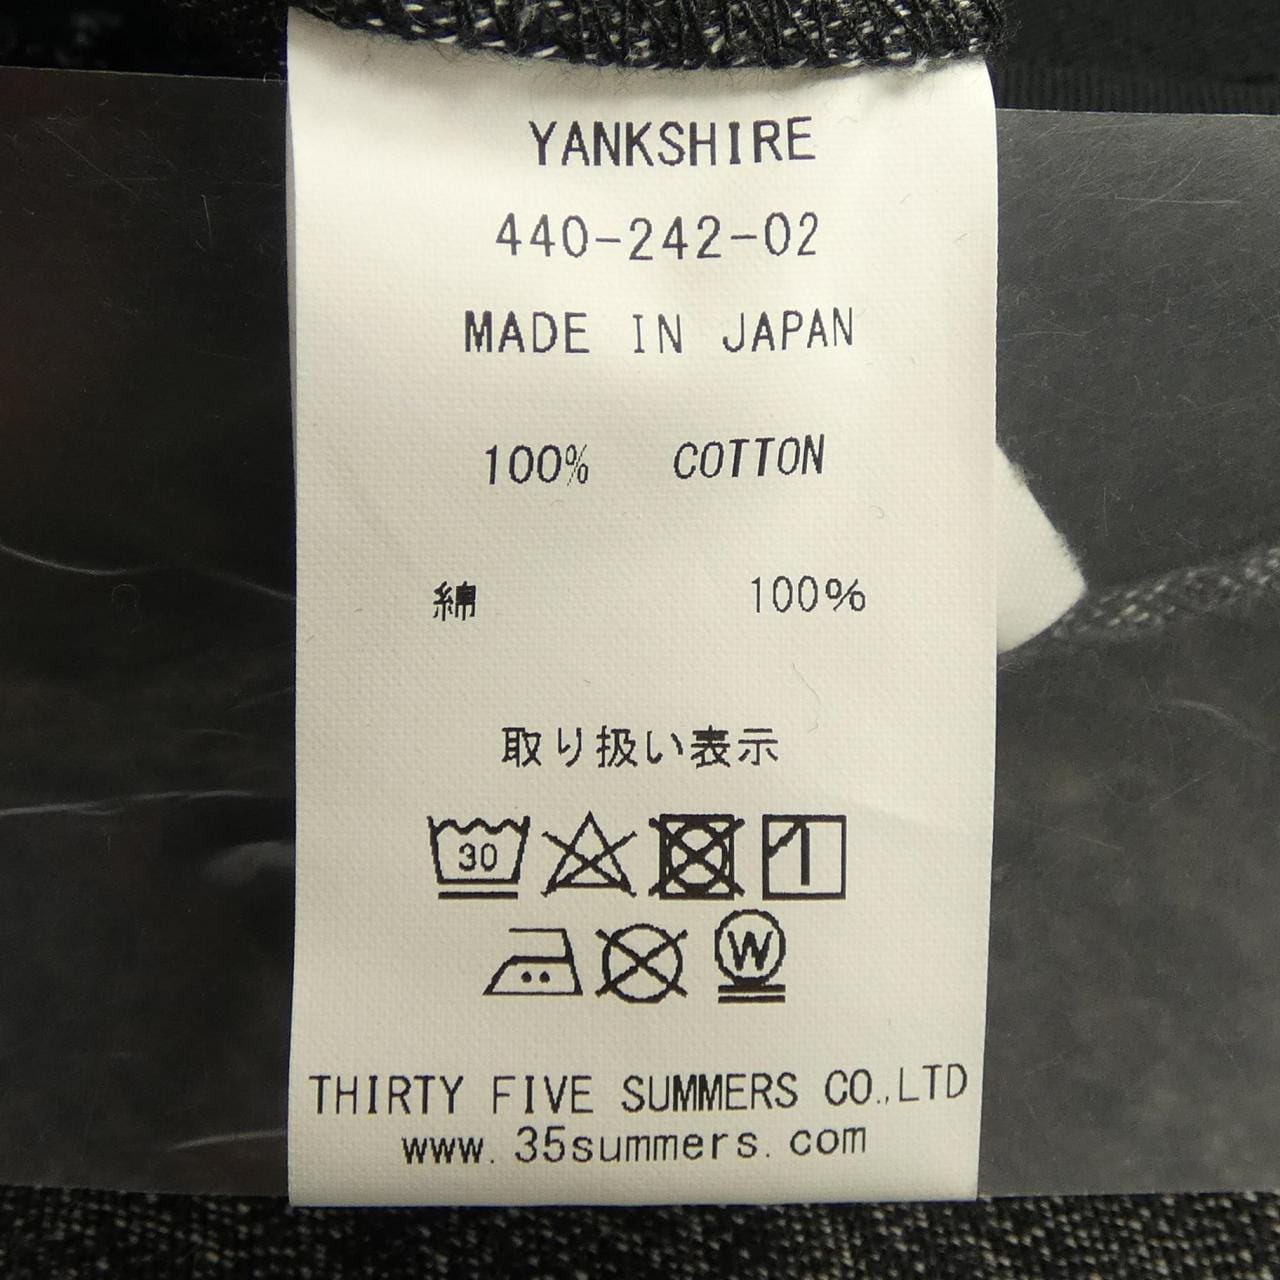 YANKSHIRE
440-242-02
MADE IN JAPAN
100% COTTON
綿 100%
取り扱い表示
30
W
THIRTY FIVE SUMMERS CO.,LTD
www.35summers.com